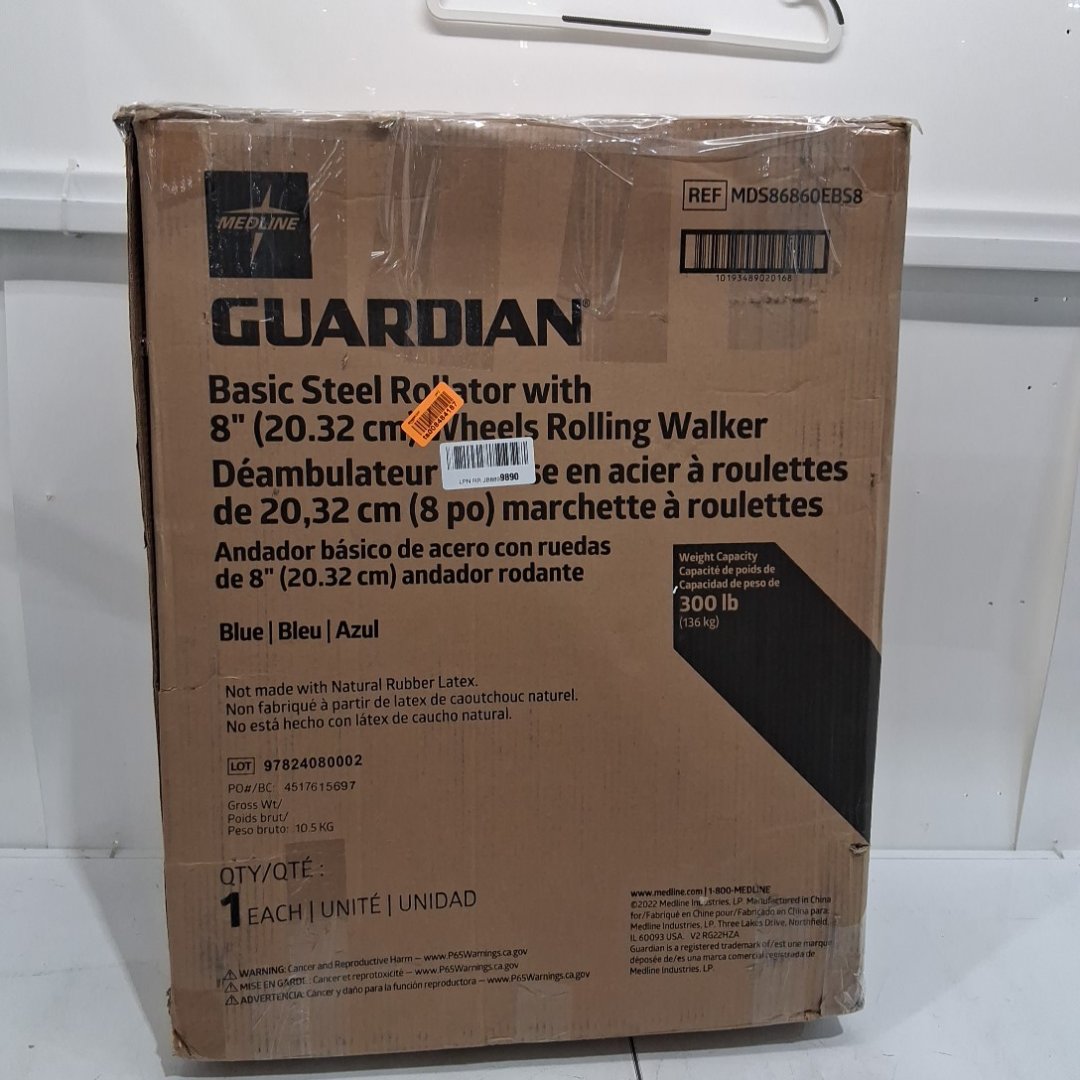 MEDLINE
REF MDS86860EBS8
10193489020168
GUARDIAN®
Basic Steel Rollator with
8" (20.32 cm) Wheels Rolling Walker
Déambulateur se en acier à roulettes
de 20,32 cm (8 po) marchette à roulettes
9890
Andador básico de acero con ruedas
de 8" (20.32 cm) andador rodante
Weight Capacity
Capacité de poids de
Capacidad de peso de
300 lb
(136 kg)
Blue | Bleu | Azul
Not made with Natural Rubber Latex.
Non fabriqué à partir de latex de caoutchouc naturel.
No está hecho con látex de caucho natural.
LOT 97824080002
PO#/BC: 4517615697
Gross Wt/
Poids brut/
Peso bruto: 10.5 KG
QTY/QTÉ :
1 EACH | UNITÉ | UNIDAD
WARNING: Cancer and Reproductive Harm – www.P65Warnings.ca.gov
MISE EN GARDE : Cancer et reprotoxicité – www.P65Warnings.ca.gov
ADVERTENCIA: Cáncer y daño para la función reproductora – www.P65Warnings.ca.gov
www.medline.com | 1-800-MEDLINE
©2022 Medline Industries, LP. Manufactured in China
for/Fabriqué en Chine pour/Fabricado en China para:
Medline Industries, LP. Three Lakes Drive, Northfield,
IL 60093 USA. V2 RG22HZA
Guardian is a registered trademark of/est une marque
déposée de/es una marca comercial registrada de
Medline Industries, LP.